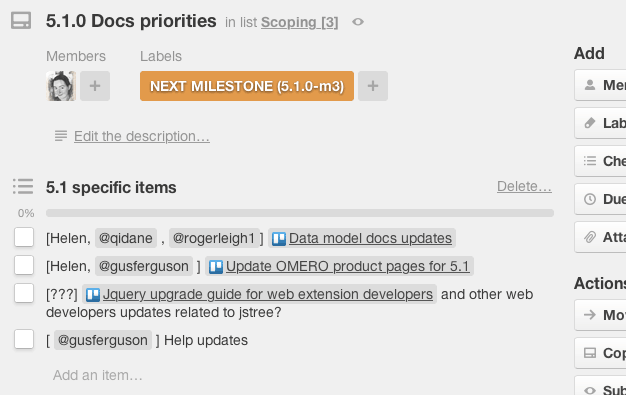 5.1.0 Docs priorities in list Scoping [3]
Members Labels
+ NEXT MILESTONE (5.1.0-m3) +
Edit the description…
5.1 specific items Delete…
0%
[Helen, @qidane , @rogerleigh1 ] Data model docs updates
[Helen, @gusferguson ] Update OMERO product pages for 5.1
[???] Jquery upgrade guide for web extension developers and other web
developers updates related to jstree?
[ @gusferguson ] Help updates
Add an item…
Add
Me
Lab
Che
Due
Atta
Actions
Mo
Cop
Sub